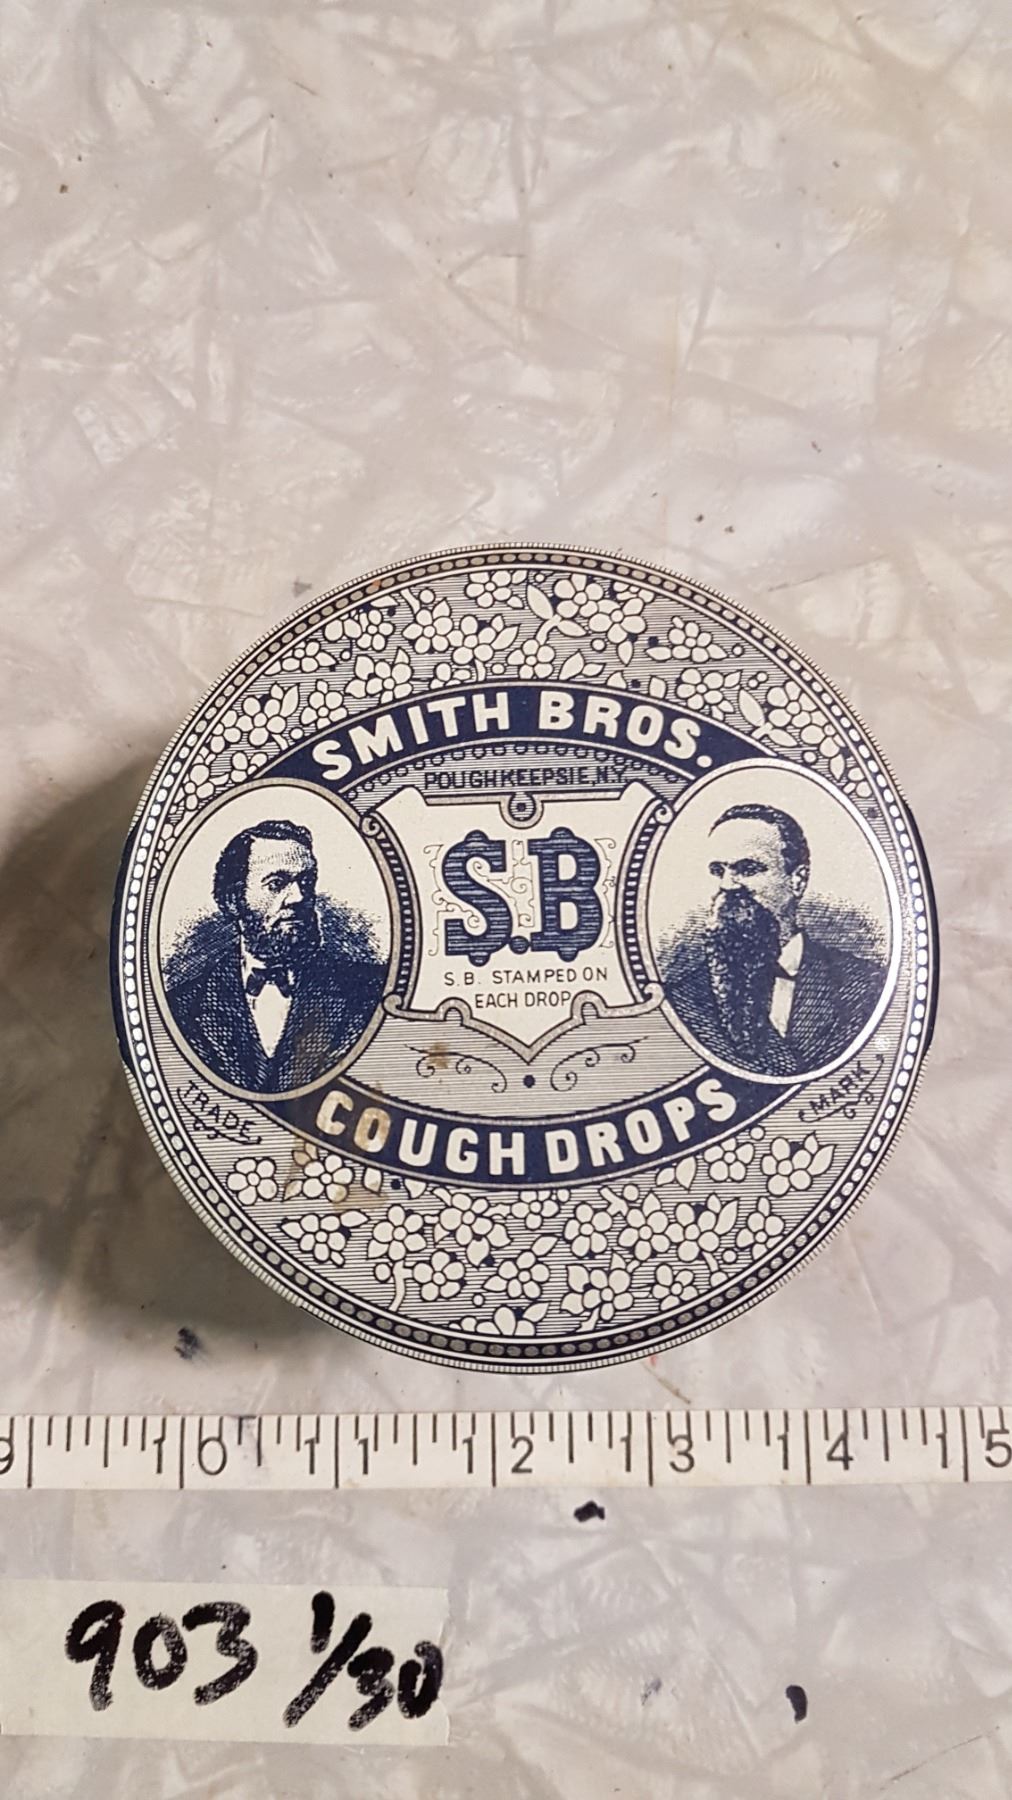 SMITH BROS.
POUGHKEEPSIE, N.Y.
S.B
S.B. STAMPED ON
EACH DROP
TRADE MARK
COUGH DROPS
9 10 11 12 13 14 15
903 1/30